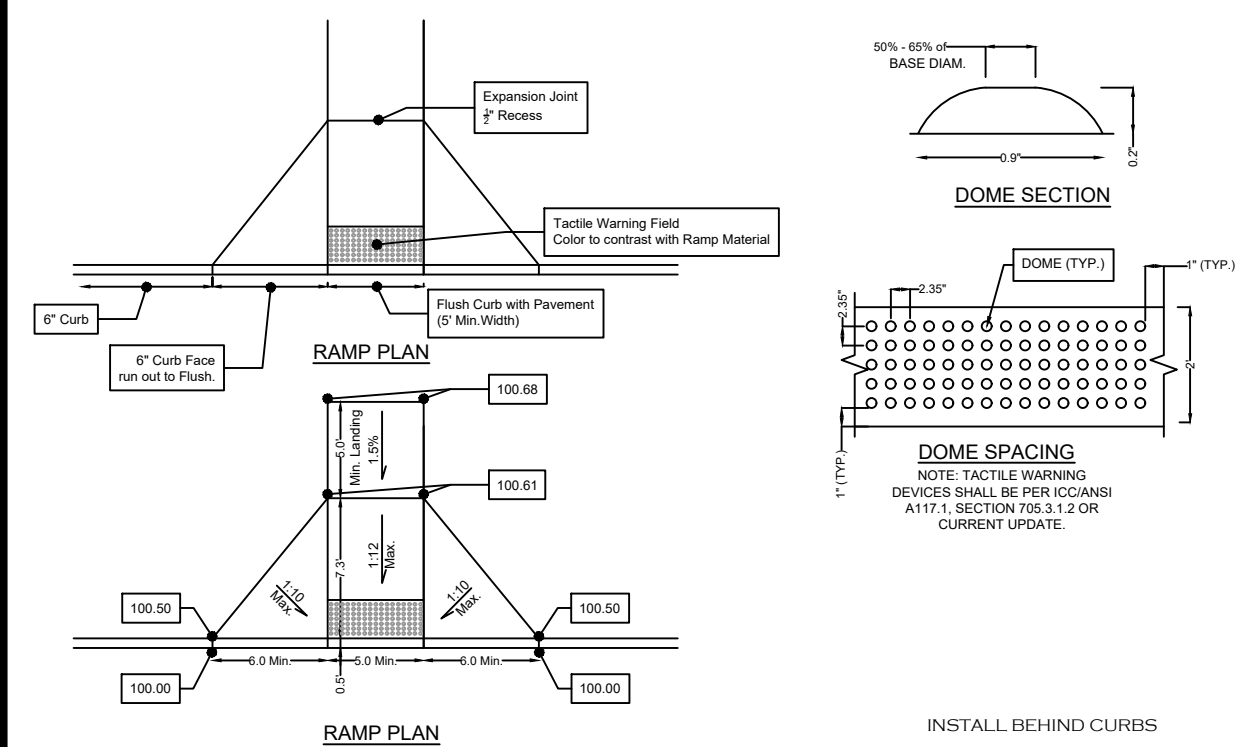 Expansion Joint
½" Recess
Tactile Warning Field
Color to contrast with Ramp Material
6" Curb
6" Curb Face
run out to Flush.
Flush Curb with Pavement
(5' Min.Width)
RAMP PLAN
100.68
5.0'
Min. Landing
1.5%
100.61
7.3'
1:12
Max.
1:10
Max.
1:10
Max.
100.50
100.50
6.0 Min.
5.0 Min.
6.0 Min.
0.5'
100.00
100.00
RAMP PLAN
50% - 65% of
BASE DIAM.
0.9"
0.2"
DOME SECTION
DOME (TYP.)
1" (TYP.)
2.35"
2.35"
2'
1" (TYP.)
DOME SPACING
NOTE: TACTILE WARNING
DEVICES SHALL BE PER ICC/ANSI
A117.1, SECTION 705.3.1.2 OR
CURRENT UPDATE.
INSTALL BEHIND CURBS